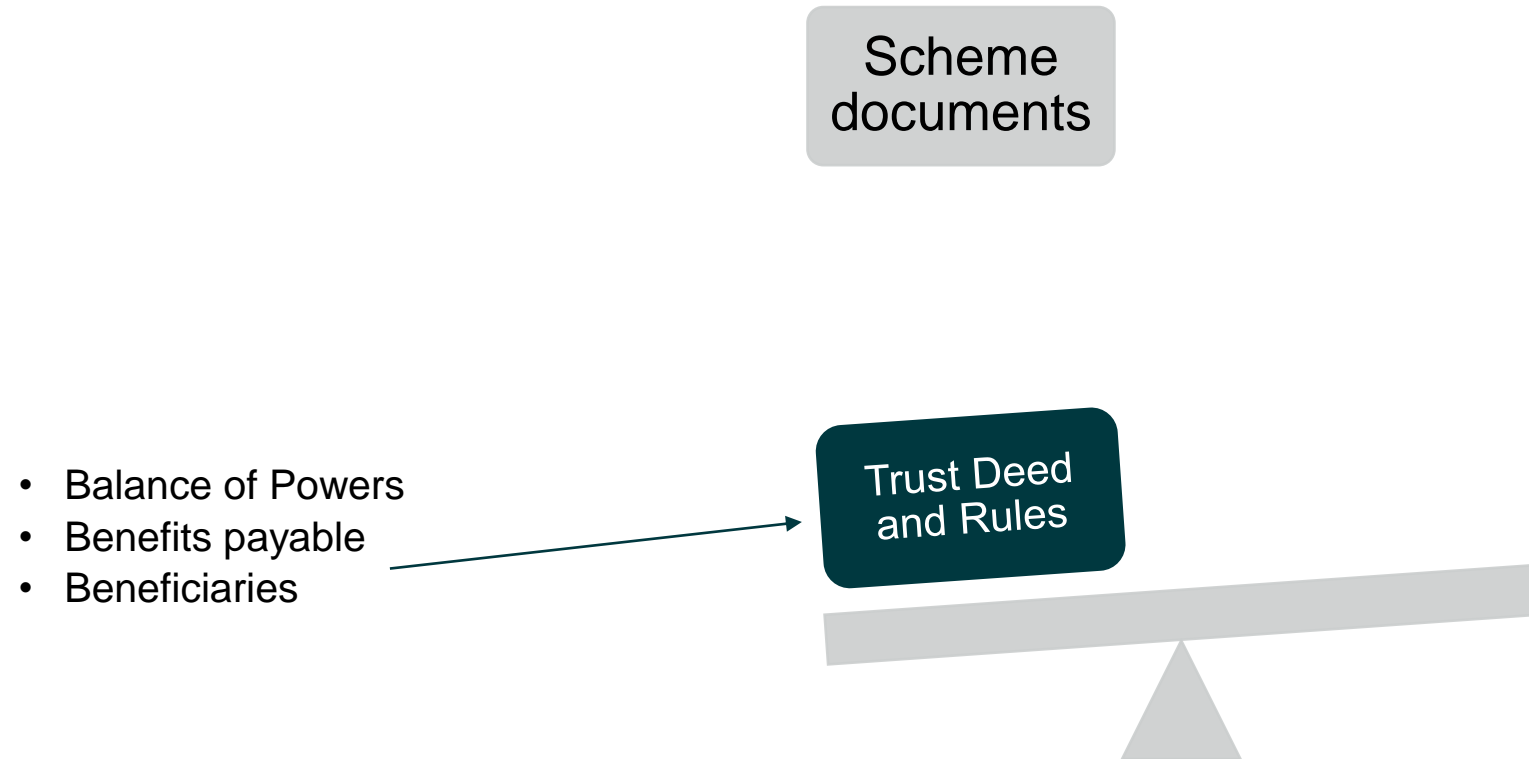 Scheme
documents
• Balance of Powers
• Benefits payable
• Beneficiaries
Trust Deed
and Rules